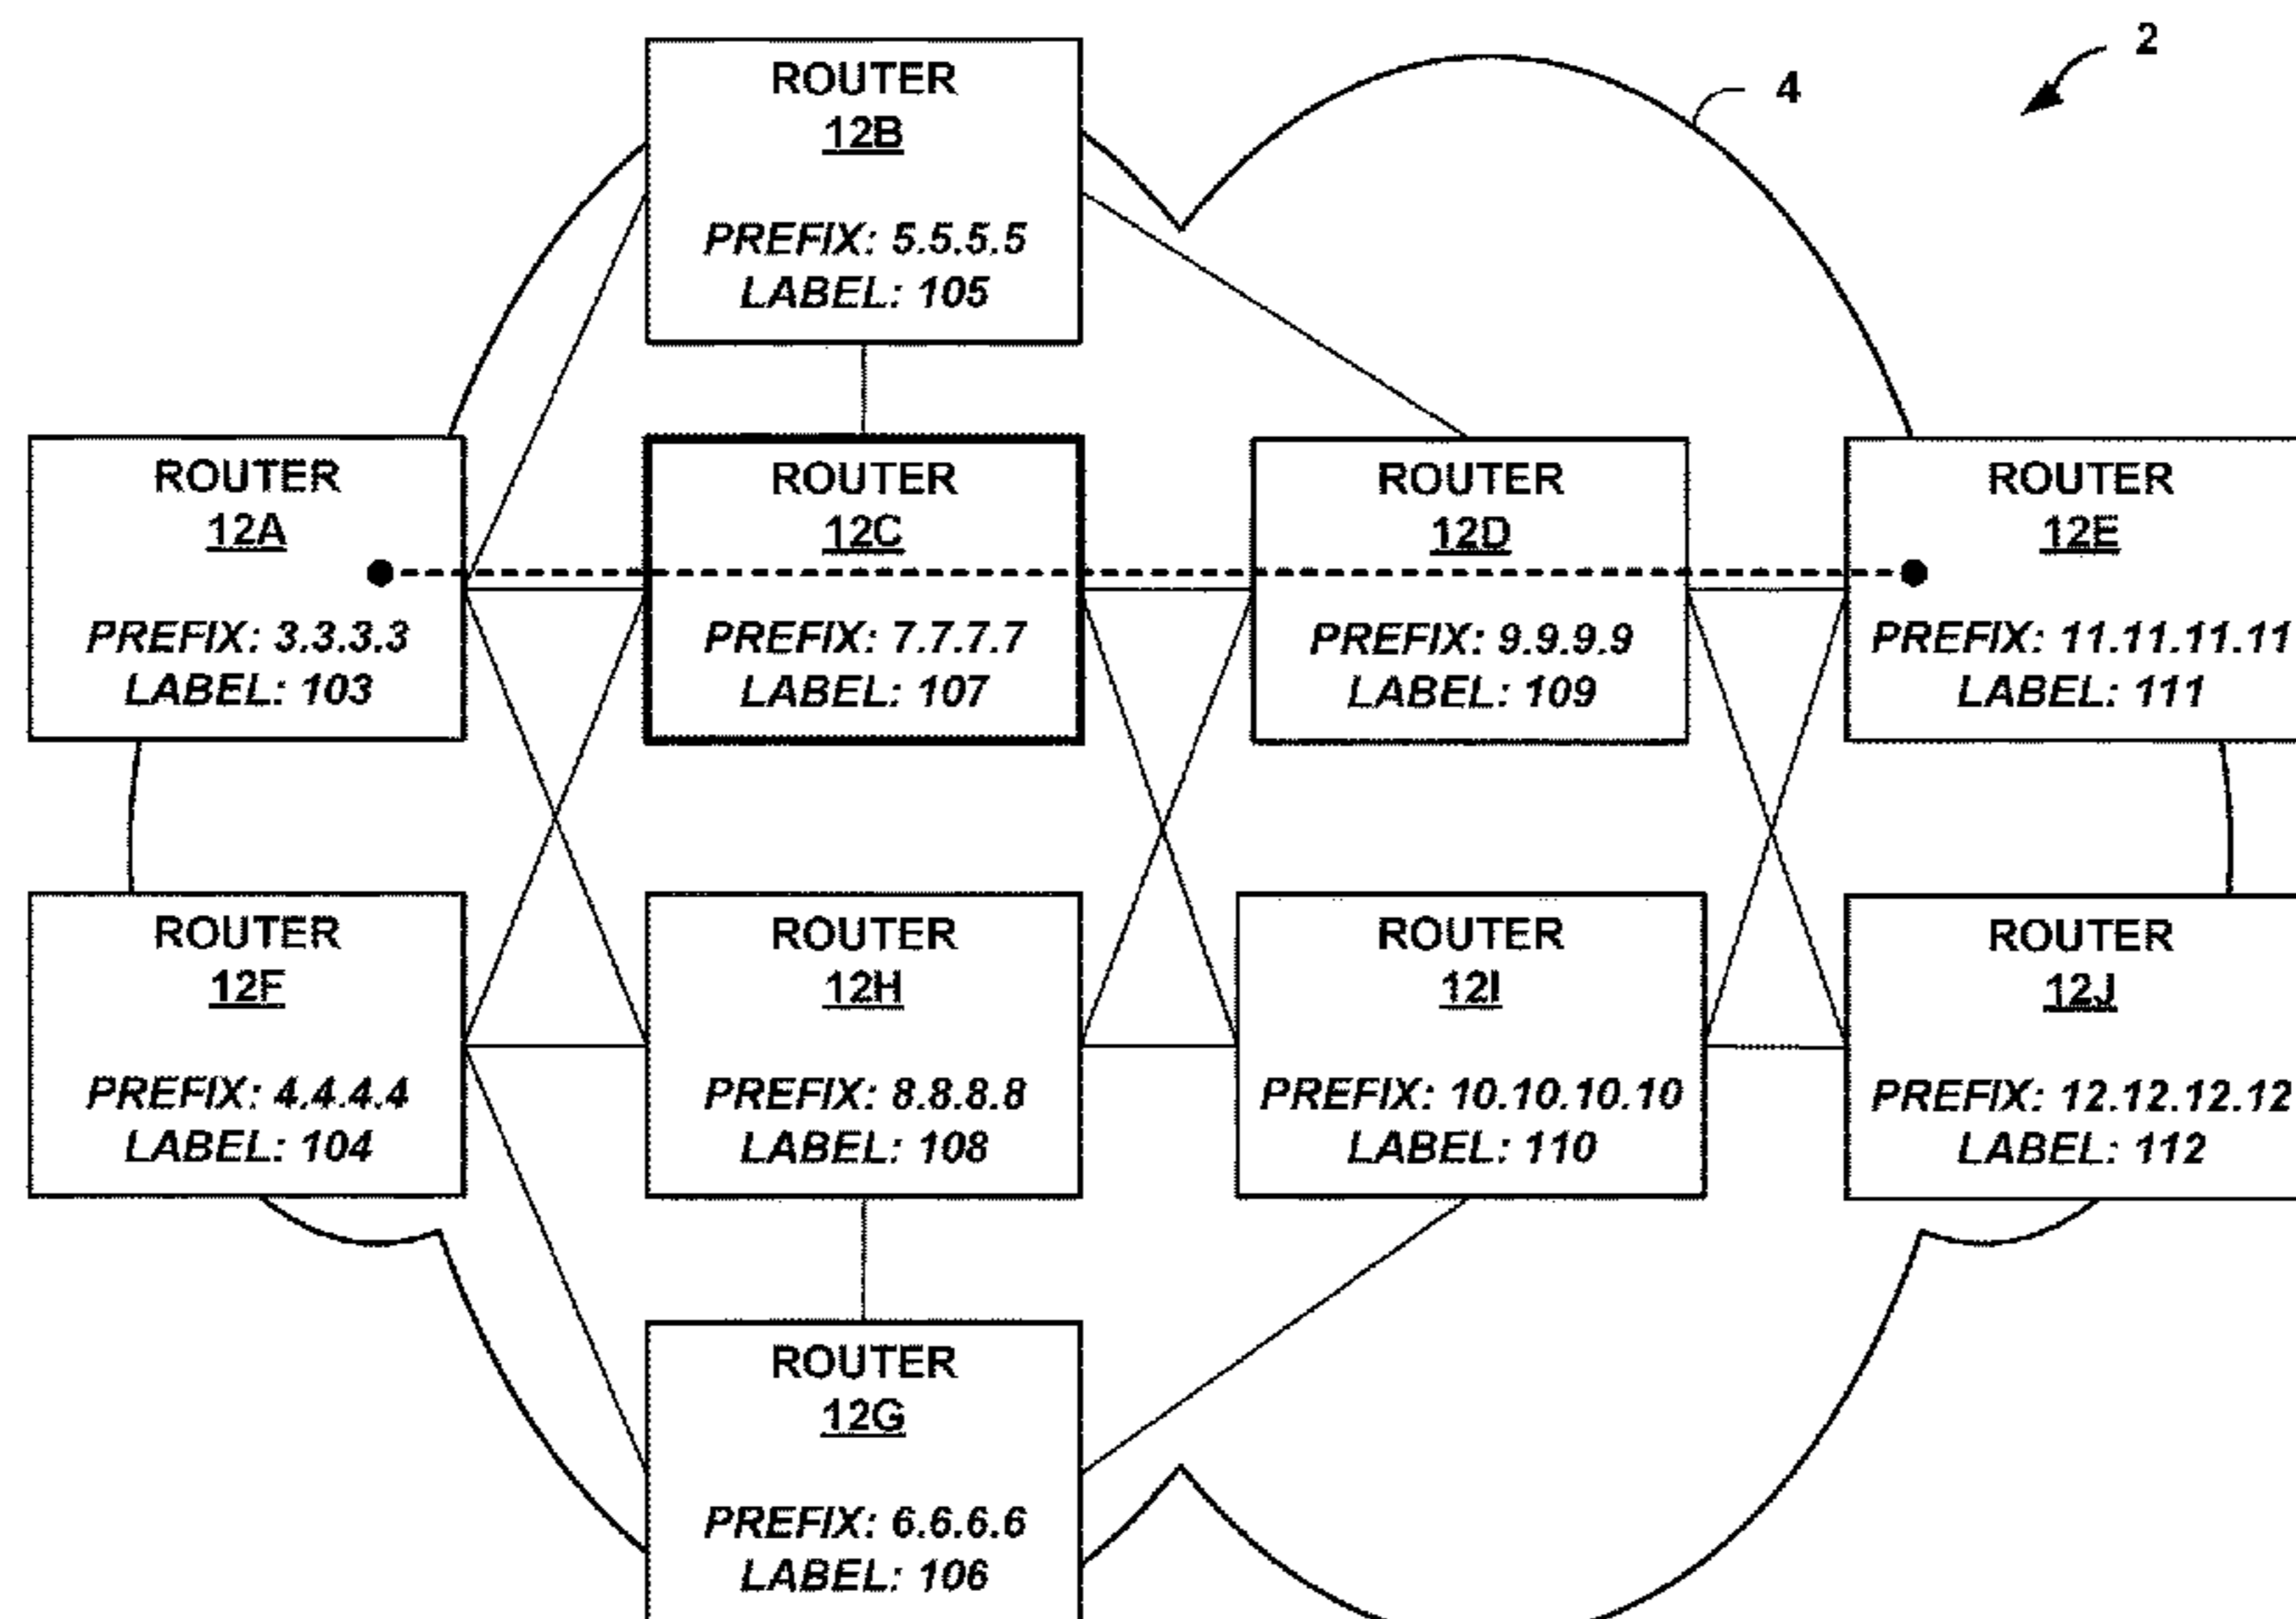 2
4
ROUTER
12B
PREFIX: 5.5.5.5
LABEL: 105
ROUTER
12A
PREFIX: 3.3.3.3
LABEL: 103
ROUTER
12C
PREFIX: 7.7.7.7
LABEL: 107
ROUTER
12D
PREFIX: 9.9.9.9
LABEL: 109
ROUTER
12E
PREFIX: 11.11.11.11
LABEL: 111
ROUTER
12F
PREFIX: 4.4.4.4
LABEL: 104
ROUTER
12H
PREFIX: 8.8.8.8
LABEL: 108
ROUTER
12I
PREFIX: 10.10.10.10
LABEL: 110
ROUTER
12J
PREFIX: 12.12.12.12
LABEL: 112
ROUTER
12G
PREFIX: 6.6.6.6
LABEL: 106